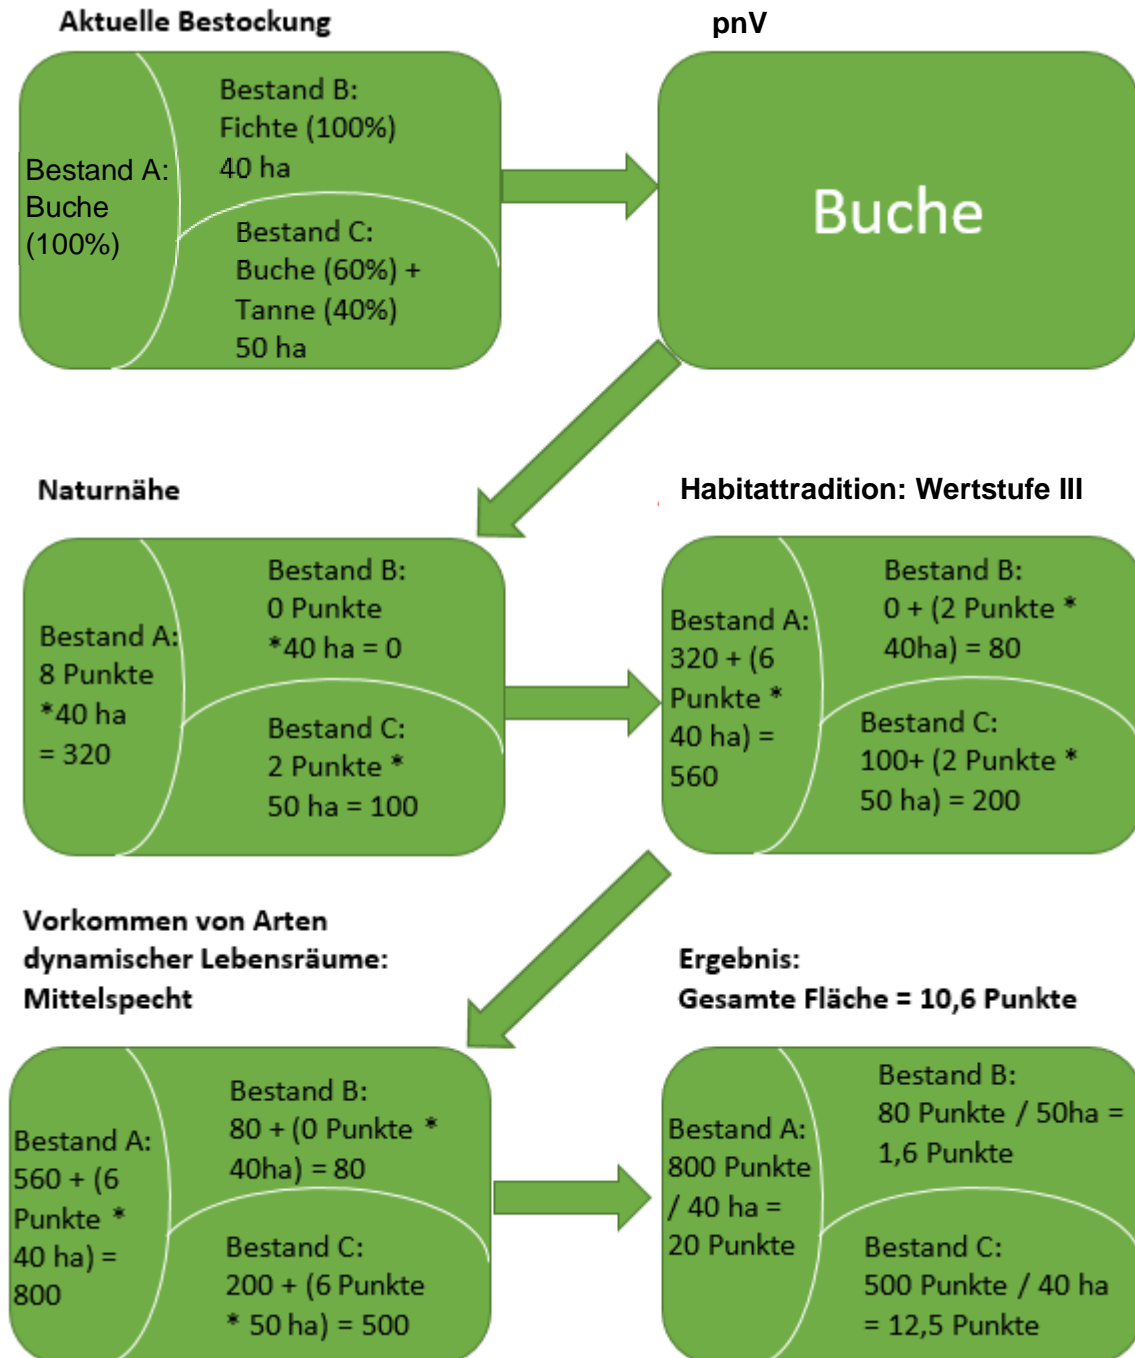 Aktuelle Bestockung
pnV
Bestand A:
Buche
(100%)
Bestand B:
Fichte (100%)
40 ha
Bestand C:
Buche (60%) +
Tanne (40%)
50 ha
Buche
Naturnähe
Habitattradition: Wertstufe III
Bestand A:
8 Punkte
*40 ha
= 320
Bestand B:
0 Punkte
*40 ha = 0
Bestand C:
2 Punkte *
50 ha = 100
Bestand A:
320 + (6
Punkte *
40 ha) =
560
Bestand B:
0 + (2 Punkte *
40ha) = 80
Bestand C:
100+ (2 Punkte *
50 ha) = 200
Vorkommen von Arten
dynamischer Lebensräume:
Mittelspecht
Ergebnis:
Gesamte Fläche = 10,6 Punkte
Bestand A:
560 + (6
Punkte *
40 ha) =
800
Bestand B:
80 + (0 Punkte *
40ha) = 80
Bestand C:
200 + (6 Punkte
* 50 ha) = 500
Bestand A:
800 Punkte
/ 40 ha =
20 Punkte
Bestand B:
80 Punkte / 50ha =
1,6 Punkte
Bestand C:
500 Punkte / 40 ha
= 12,5 Punkte